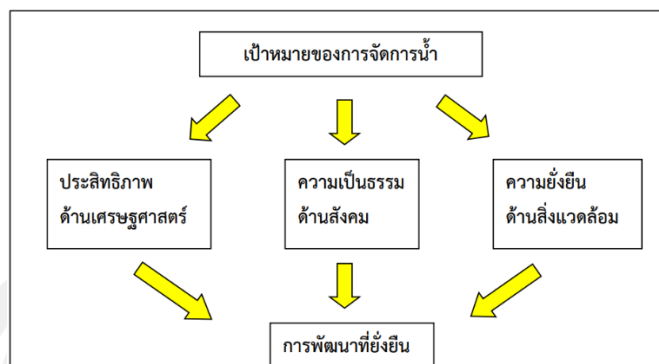 เป้าหมายของการจัดการน้ำ
ประสิทธิภาพ
ด้านเศรษฐศาสตร์
ความเป็นธรรม
ด้านสังคม
ความยั่งยืน
ด้านสิ่งแวดล้อม
การพัฒนาที่ยั่งยืน